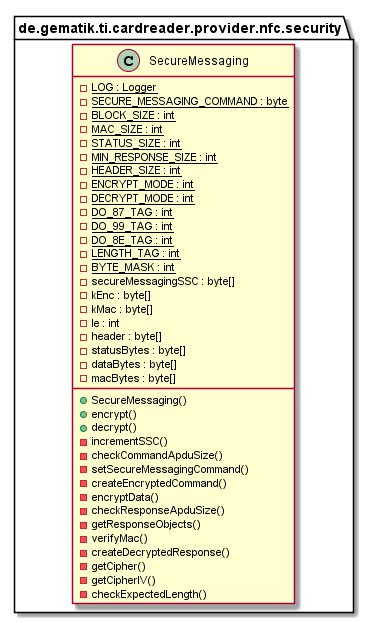 de.gematik.ti.cardreader.provider.nfc.security
C SecureMessaging
LOG : Logger
SECURE_MESSAGING_COMMAND : byte
BLOCK_SIZE : int
MAC_SIZE : int
STATUS_SIZE : int
MIN_RESPONSE_SIZE : int
HEADER_SIZE : int
ENCRYPT_MODE : int
DECRYPT_MODE : int
DO_87_TAG : int
DO_99_TAG : int
DO_8E_TAG : int
LENGTH_TAG : int
BYTE_MASK : int
secureMessagingSSC : byte[]
kEnc : byte[]
kMac : byte[]
le : int
header : byte[]
statusBytes : byte[]
dataBytes : byte[]
macBytes : byte[]
SecureMessaging()
encrypt()
decrypt()
incrementSSC()
checkCommandApduSize()
setSecureMessagingCommand()
createEncryptedCommand()
encryptData()
checkResponseApduSize()
getResponseObjects()
verifyMac()
createDecryptedResponse()
getCipher()
getCipherIV()
checkExpectedLength()